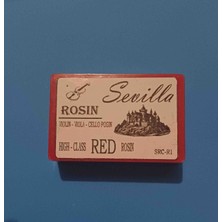 Sevilla
ROSIN
VIOLIN - VIOLA - CELLO ROSIN
SRC-R1
HIGH - CLASS RED ROSIN